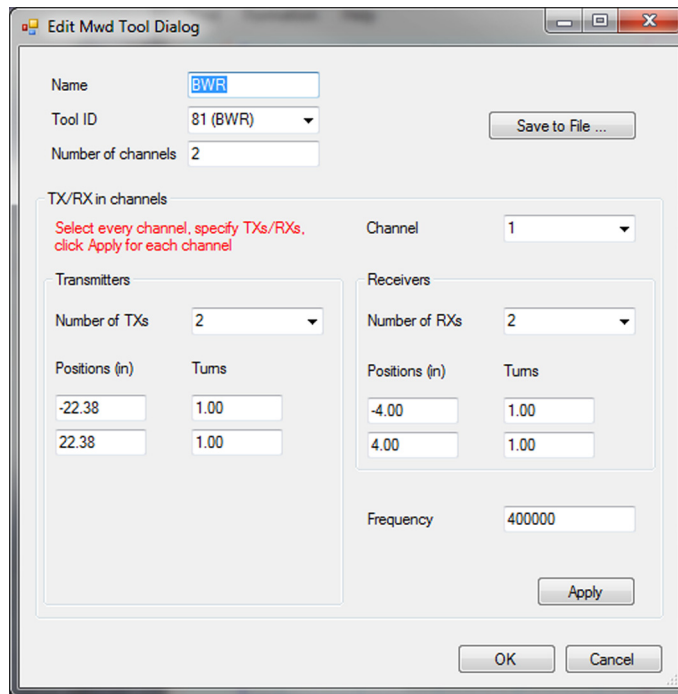 Edit Mwd Tool Dialog
Name
BWR
Tool ID
81 (BWR)
Save to File ...
Number of channels
2
TX/RX in channels
Select every channel, specify TXs/RXs,
click Apply for each channel
Channel
1
Transmitters
Number of TXs
2
Positions (in)
Turns
-22.38
1.00
22.38
1.00
Receivers
Number of RXs
2
Positions (in)
Turns
-4.00
1.00
4.00
1.00
Frequency
400000
Apply
OK
Cancel